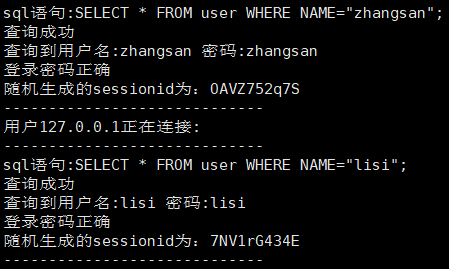 sql语句:SELECT * FROM user WHERE NAME="zhangsan";
查询成功
查询到用户名:zhangsan 密码:zhangsan
登录密码正确
随机生成的sessionid为：OAVZ752q7S
-----------------------------
用户127.0.0.1正在连接:
-----------------------------
sql语句:SELECT * FROM user WHERE NAME="lisi";
查询成功
查询到用户名:lisi 密码:lisi
登录密码正确
随机生成的sessionid为：7NV1rG434E
-----------------------------